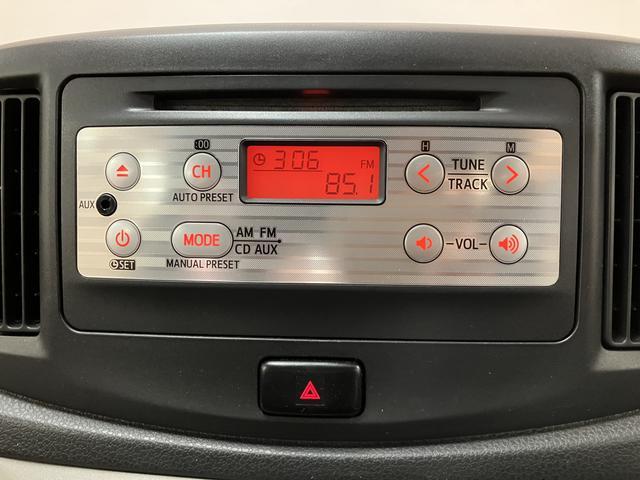 :00
H
M
CH
3:06
FM
85.1
TUNE
TRACK
AUTO PRESET
AUX
MODE
AM FM
CD AUX
VOL
SET
MANUAL PRESET